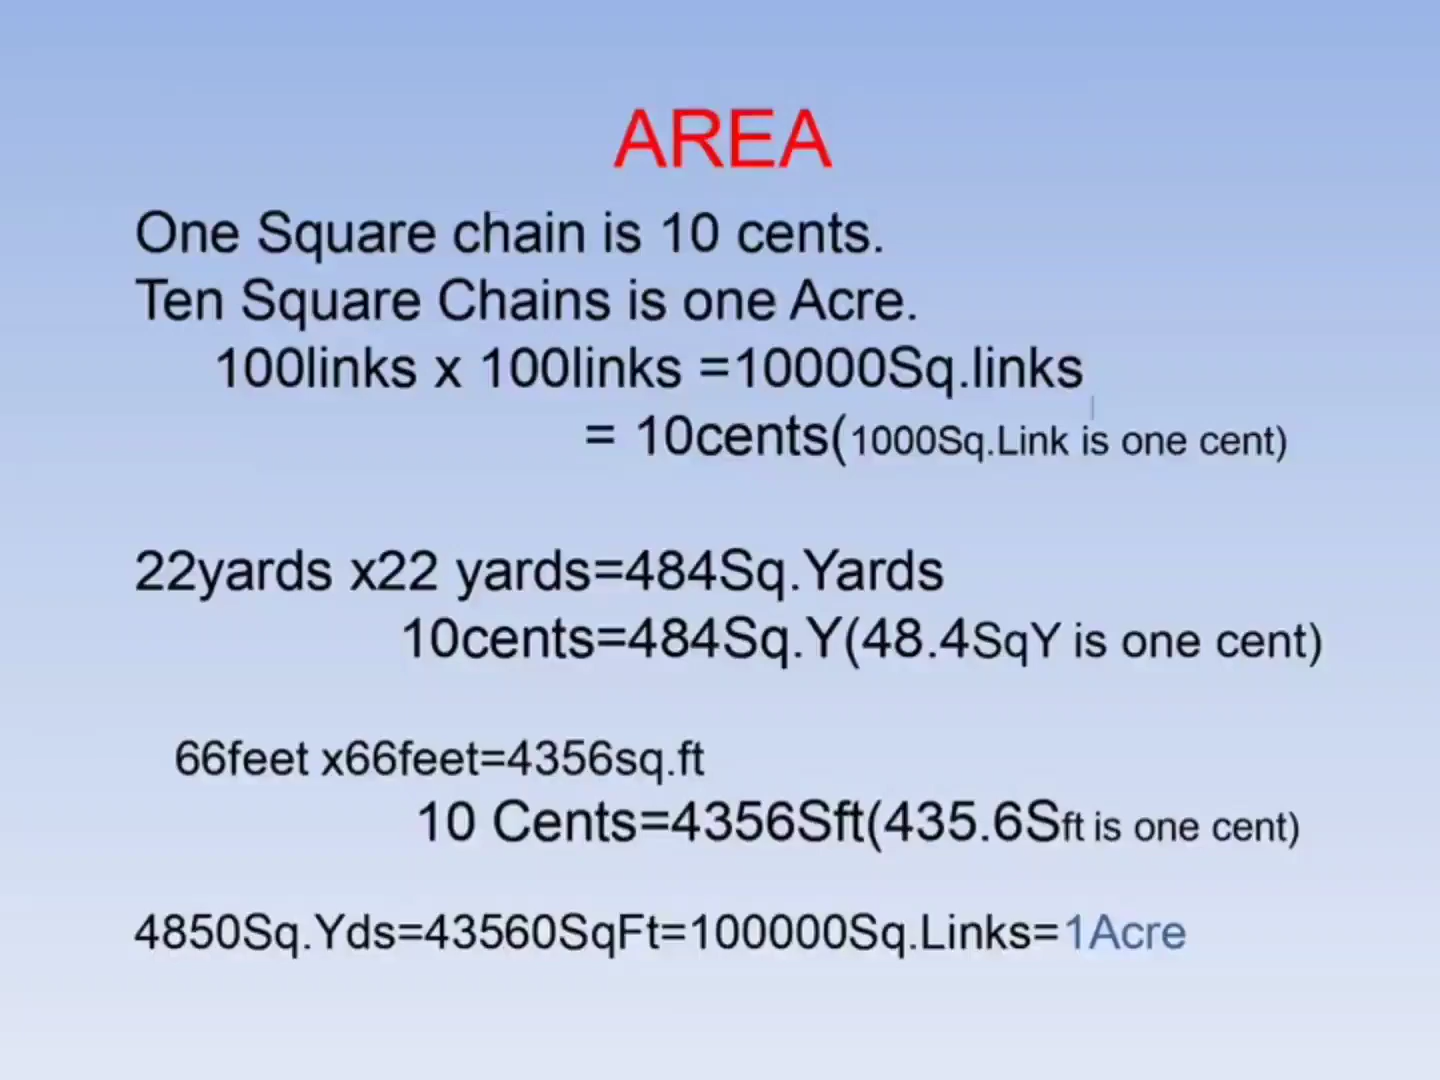 AREA
One Square chain is 10 cents.
Ten Square Chains is one Acre.
100links x 100links =10000Sq.links
= 10cents(1000Sq.Link is one cent)
22yards x22 yards=484Sq.Yards
10cents=484Sq.Y(48.4SqY is one cent)
66feet x66feet=4356sq.ft
10 Cents=4356Sft(435.6Sft is one cent)
4850Sq.Yds=43560SqFt=100000Sq.Links=1Acre